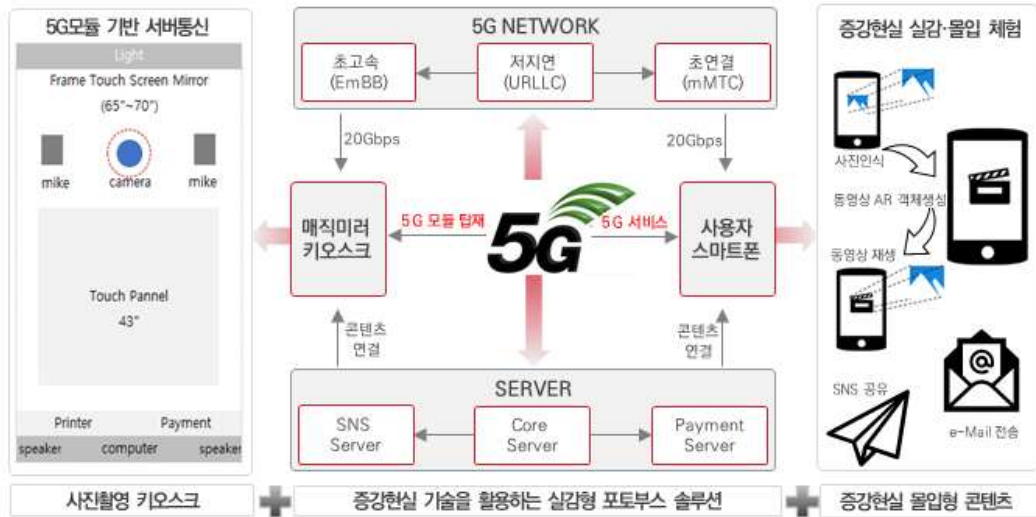 5G모듈 기반 서버통신
Light
Frame Touch Screen Mirror
(65"~70")
mike
camera
mike
Touch Pannel
43"
Printer
Payment
speaker
computer
speaker
사진촬영 키오스크
5G NETWORK
초고속
(EmBB)
저지연
(URLLC)
초연결
(mMTC)
20Gbps
20Gbps
매직미러
키오스크
5G 모듈 탑재
5G
5G 서비스
사용자
스마트폰
콘텐츠
연결
콘텐츠
연결
SERVER
SNS
Server
Core
Server
Payment
Server
증강현실 기술을 활용하는 실감형 포토부스 솔루션
증강현실 실감·몰입 체험
사진인식
동영상 AR 객체생성
동영상 재생
SNS 공유
@
e-Mail 전송
증강현실 몰입형 콘텐츠